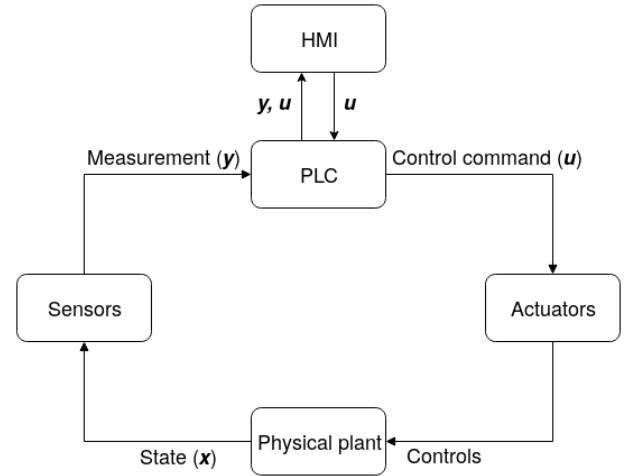 HMI
y, u
u
Measurement (y)
PLC
Control command (u)
Sensors
Actuators
Physical plant
State (x)
Controls